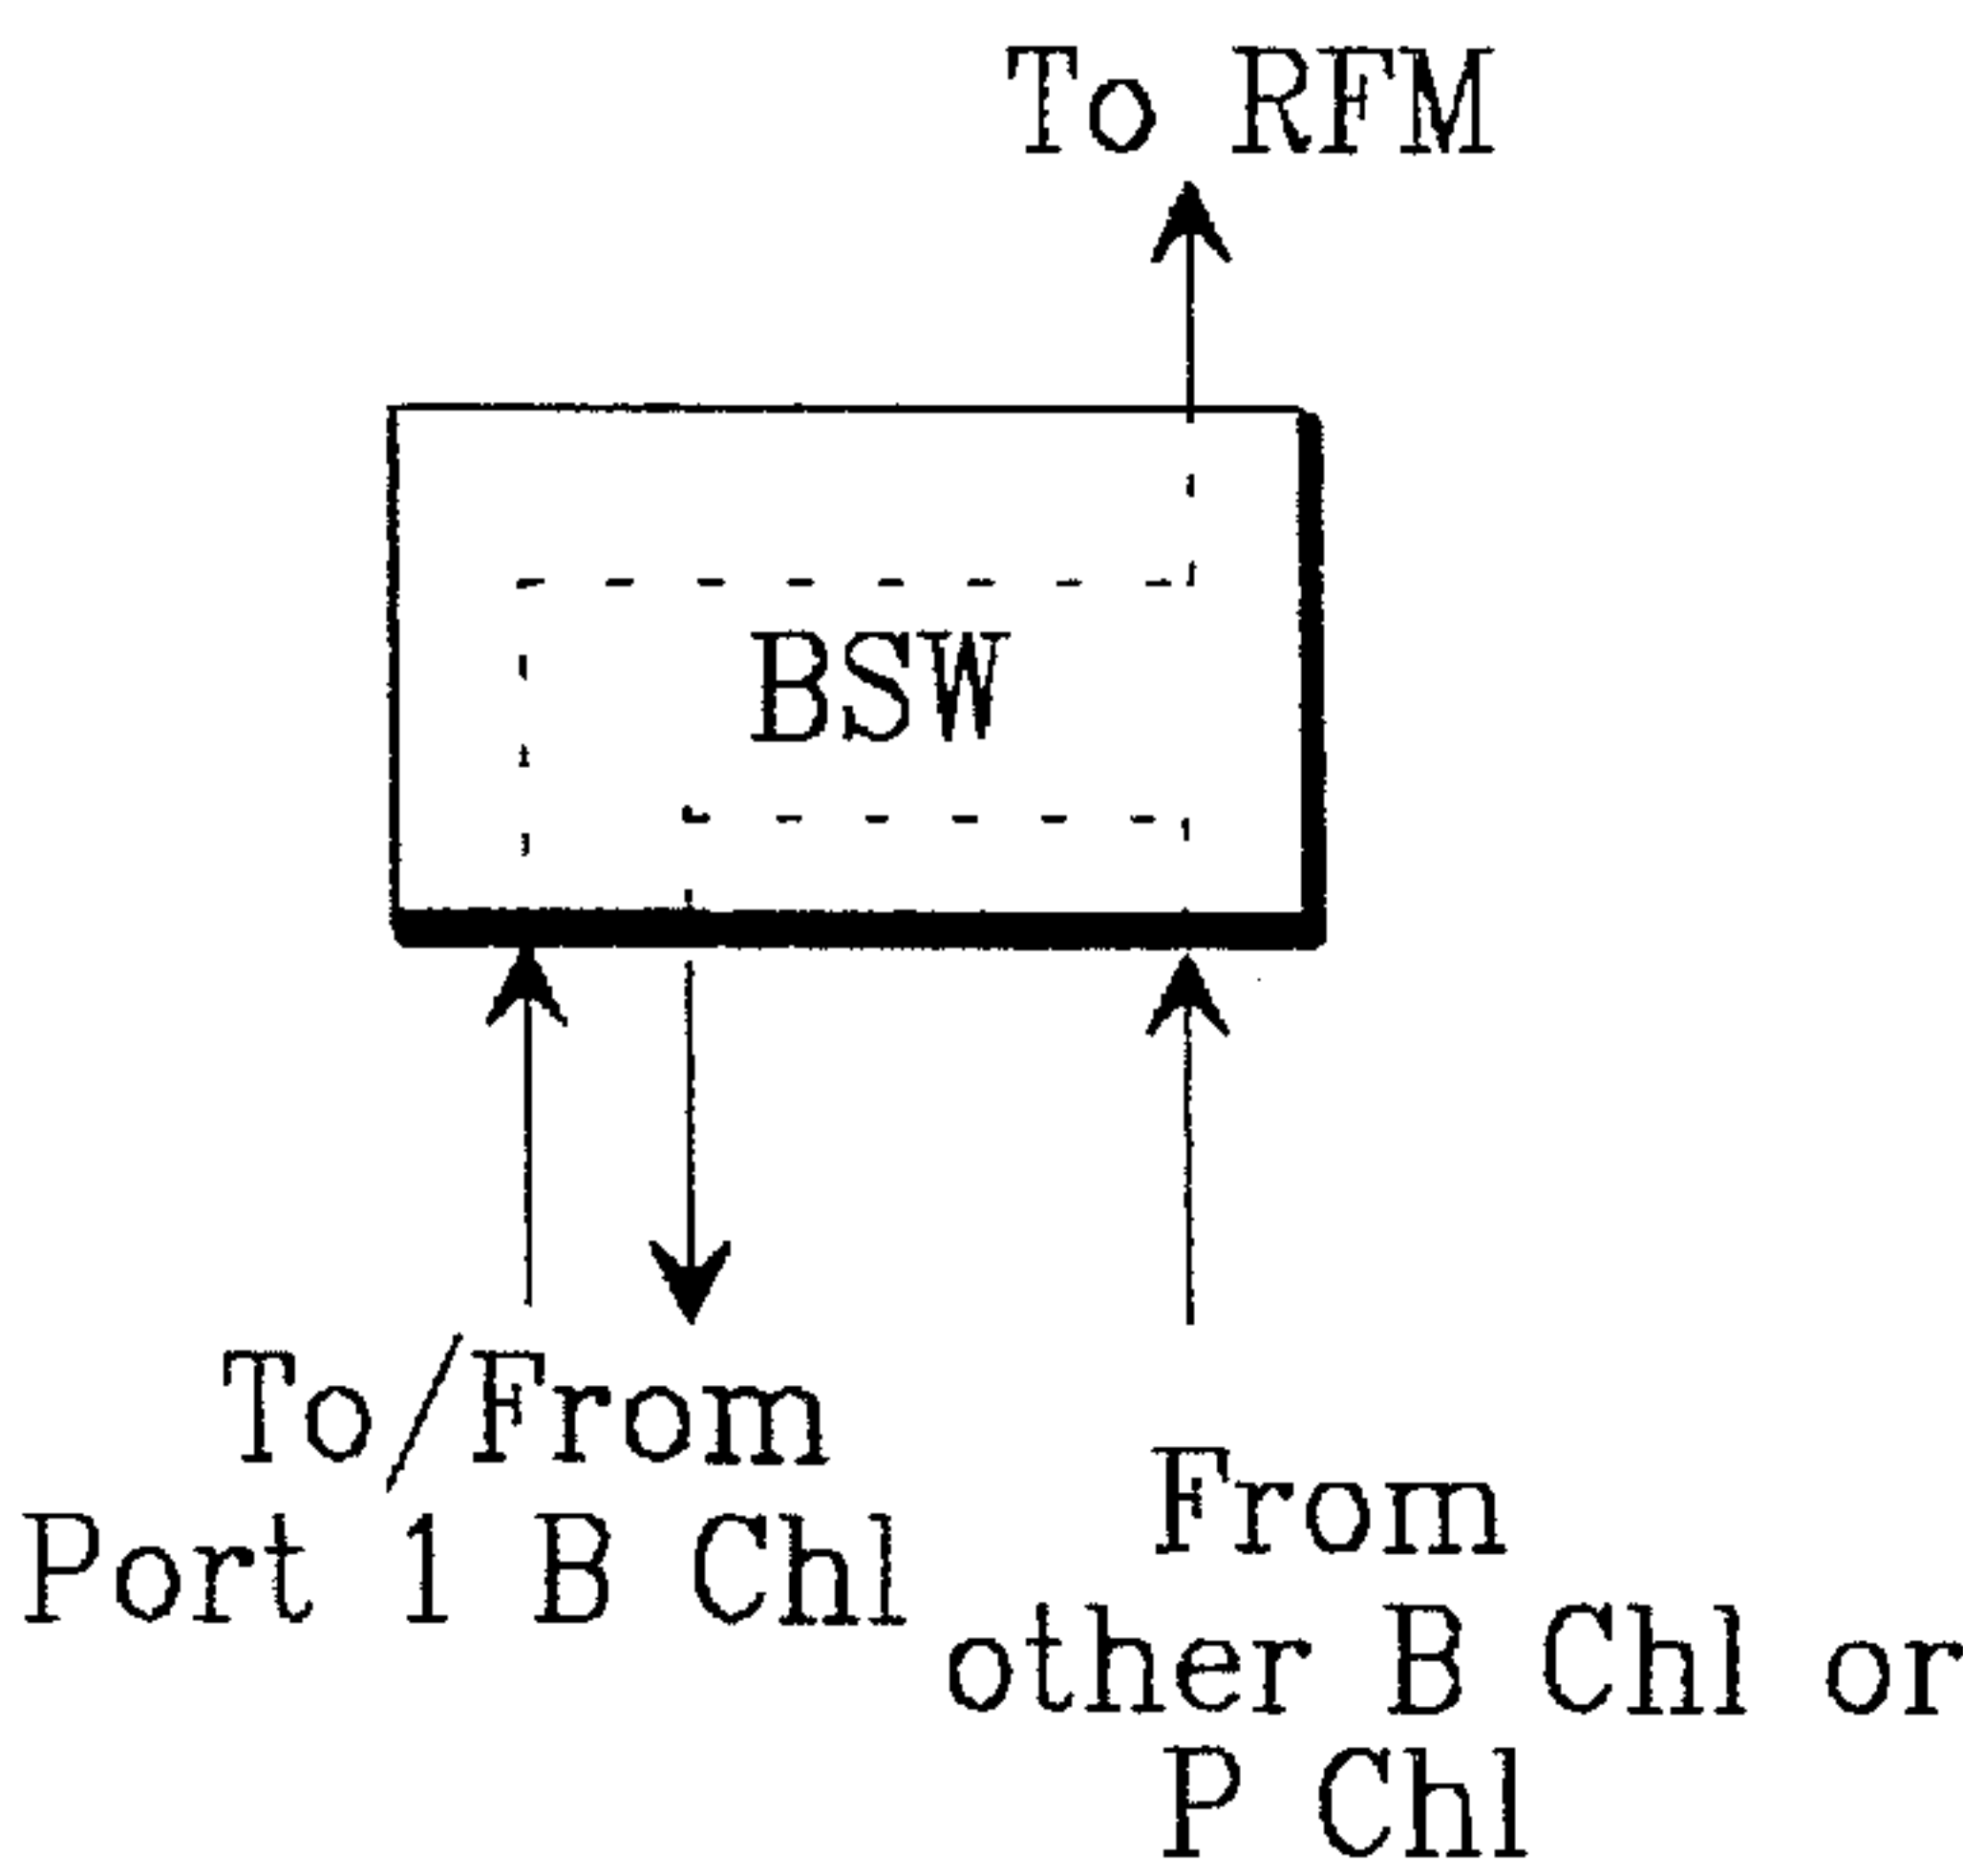 To RFM
BSW
To/From
Port 1 B Chl
From
other B Chl or
P Chl